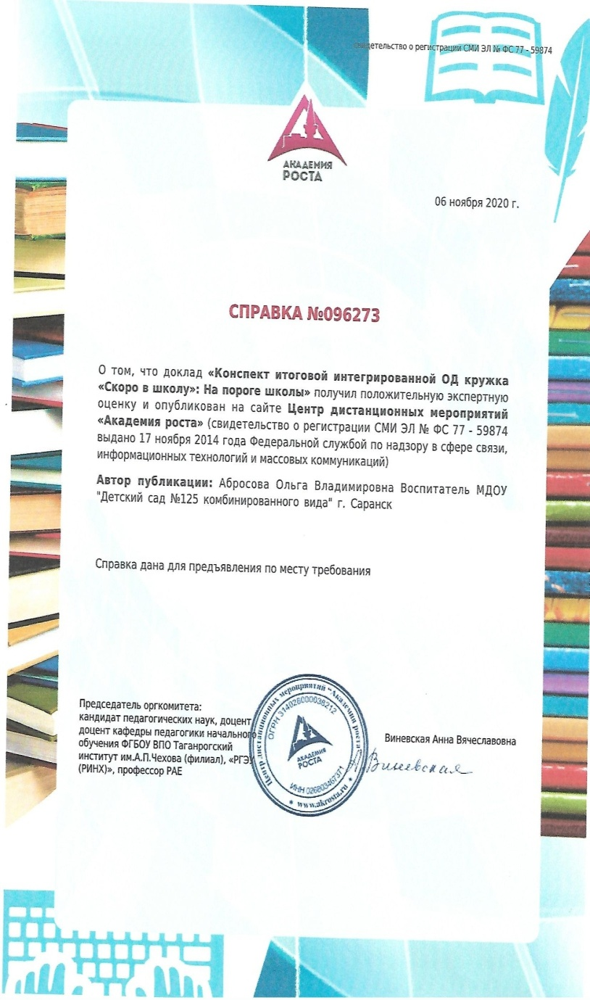 свидетельство о регистрации СМИ ЭЛ № ФС 77 - 59874
АКАДЕМИЯ
РОСТА
06 ноября 2020 г.
СПРАВКА №096273
О том, что доклад «Конспект итоговой интегрированной ОД кружка
«Скоро в школу»: На пороге школы» получил положительную экспертную
оценку и опубликован на сайте Центр дистанционных мероприятий
«Академия роста» (свидетельство о регистрации СМИ ЭЛ № ФС 77 - 59874
выдано 17 ноября 2014 года Федеральной службой по надзору в сфере связи,
информационных технологий и массовых коммуникаций)
Автор публикации: Абросова Ольга Владимировна Воспитатель МДОУ
"Детский сад №125 комбинированного вида" г. Саранск
Справка дана для предъявления по месту требования
Председатель оргкомитета:
кандидат педагогических наук, доцент
доцент кафедры педагогики начального
обучения ФГБОУ ВПО Таганрогский
институт им.А.П.Чехова (филиал), «РГЭУ
(РИНХ)», профессор РАЕ
Центр дистанционных мероприятий "Академия роста"
ОГРН 314028000038212
АКАДЕМИЯ
РОСТА
ИНН 026803467371
* www.akrosta.ru *
Виневская Анна Вячеславовна
А Виневская